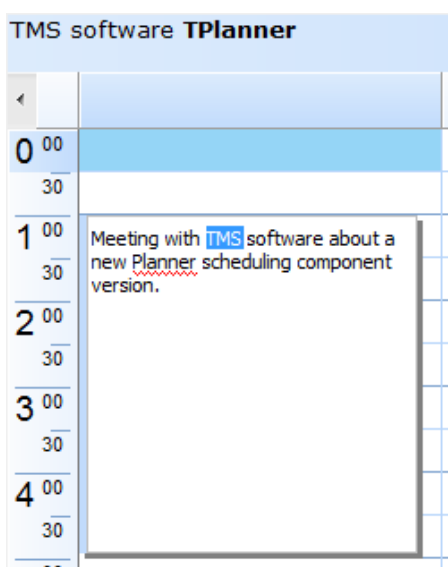 TMS software TPlanner
0 00
30
1 00
30
2 00
30
3 00
30
4 00
30
Meeting with TMS software about a
new Planner scheduling component
version.